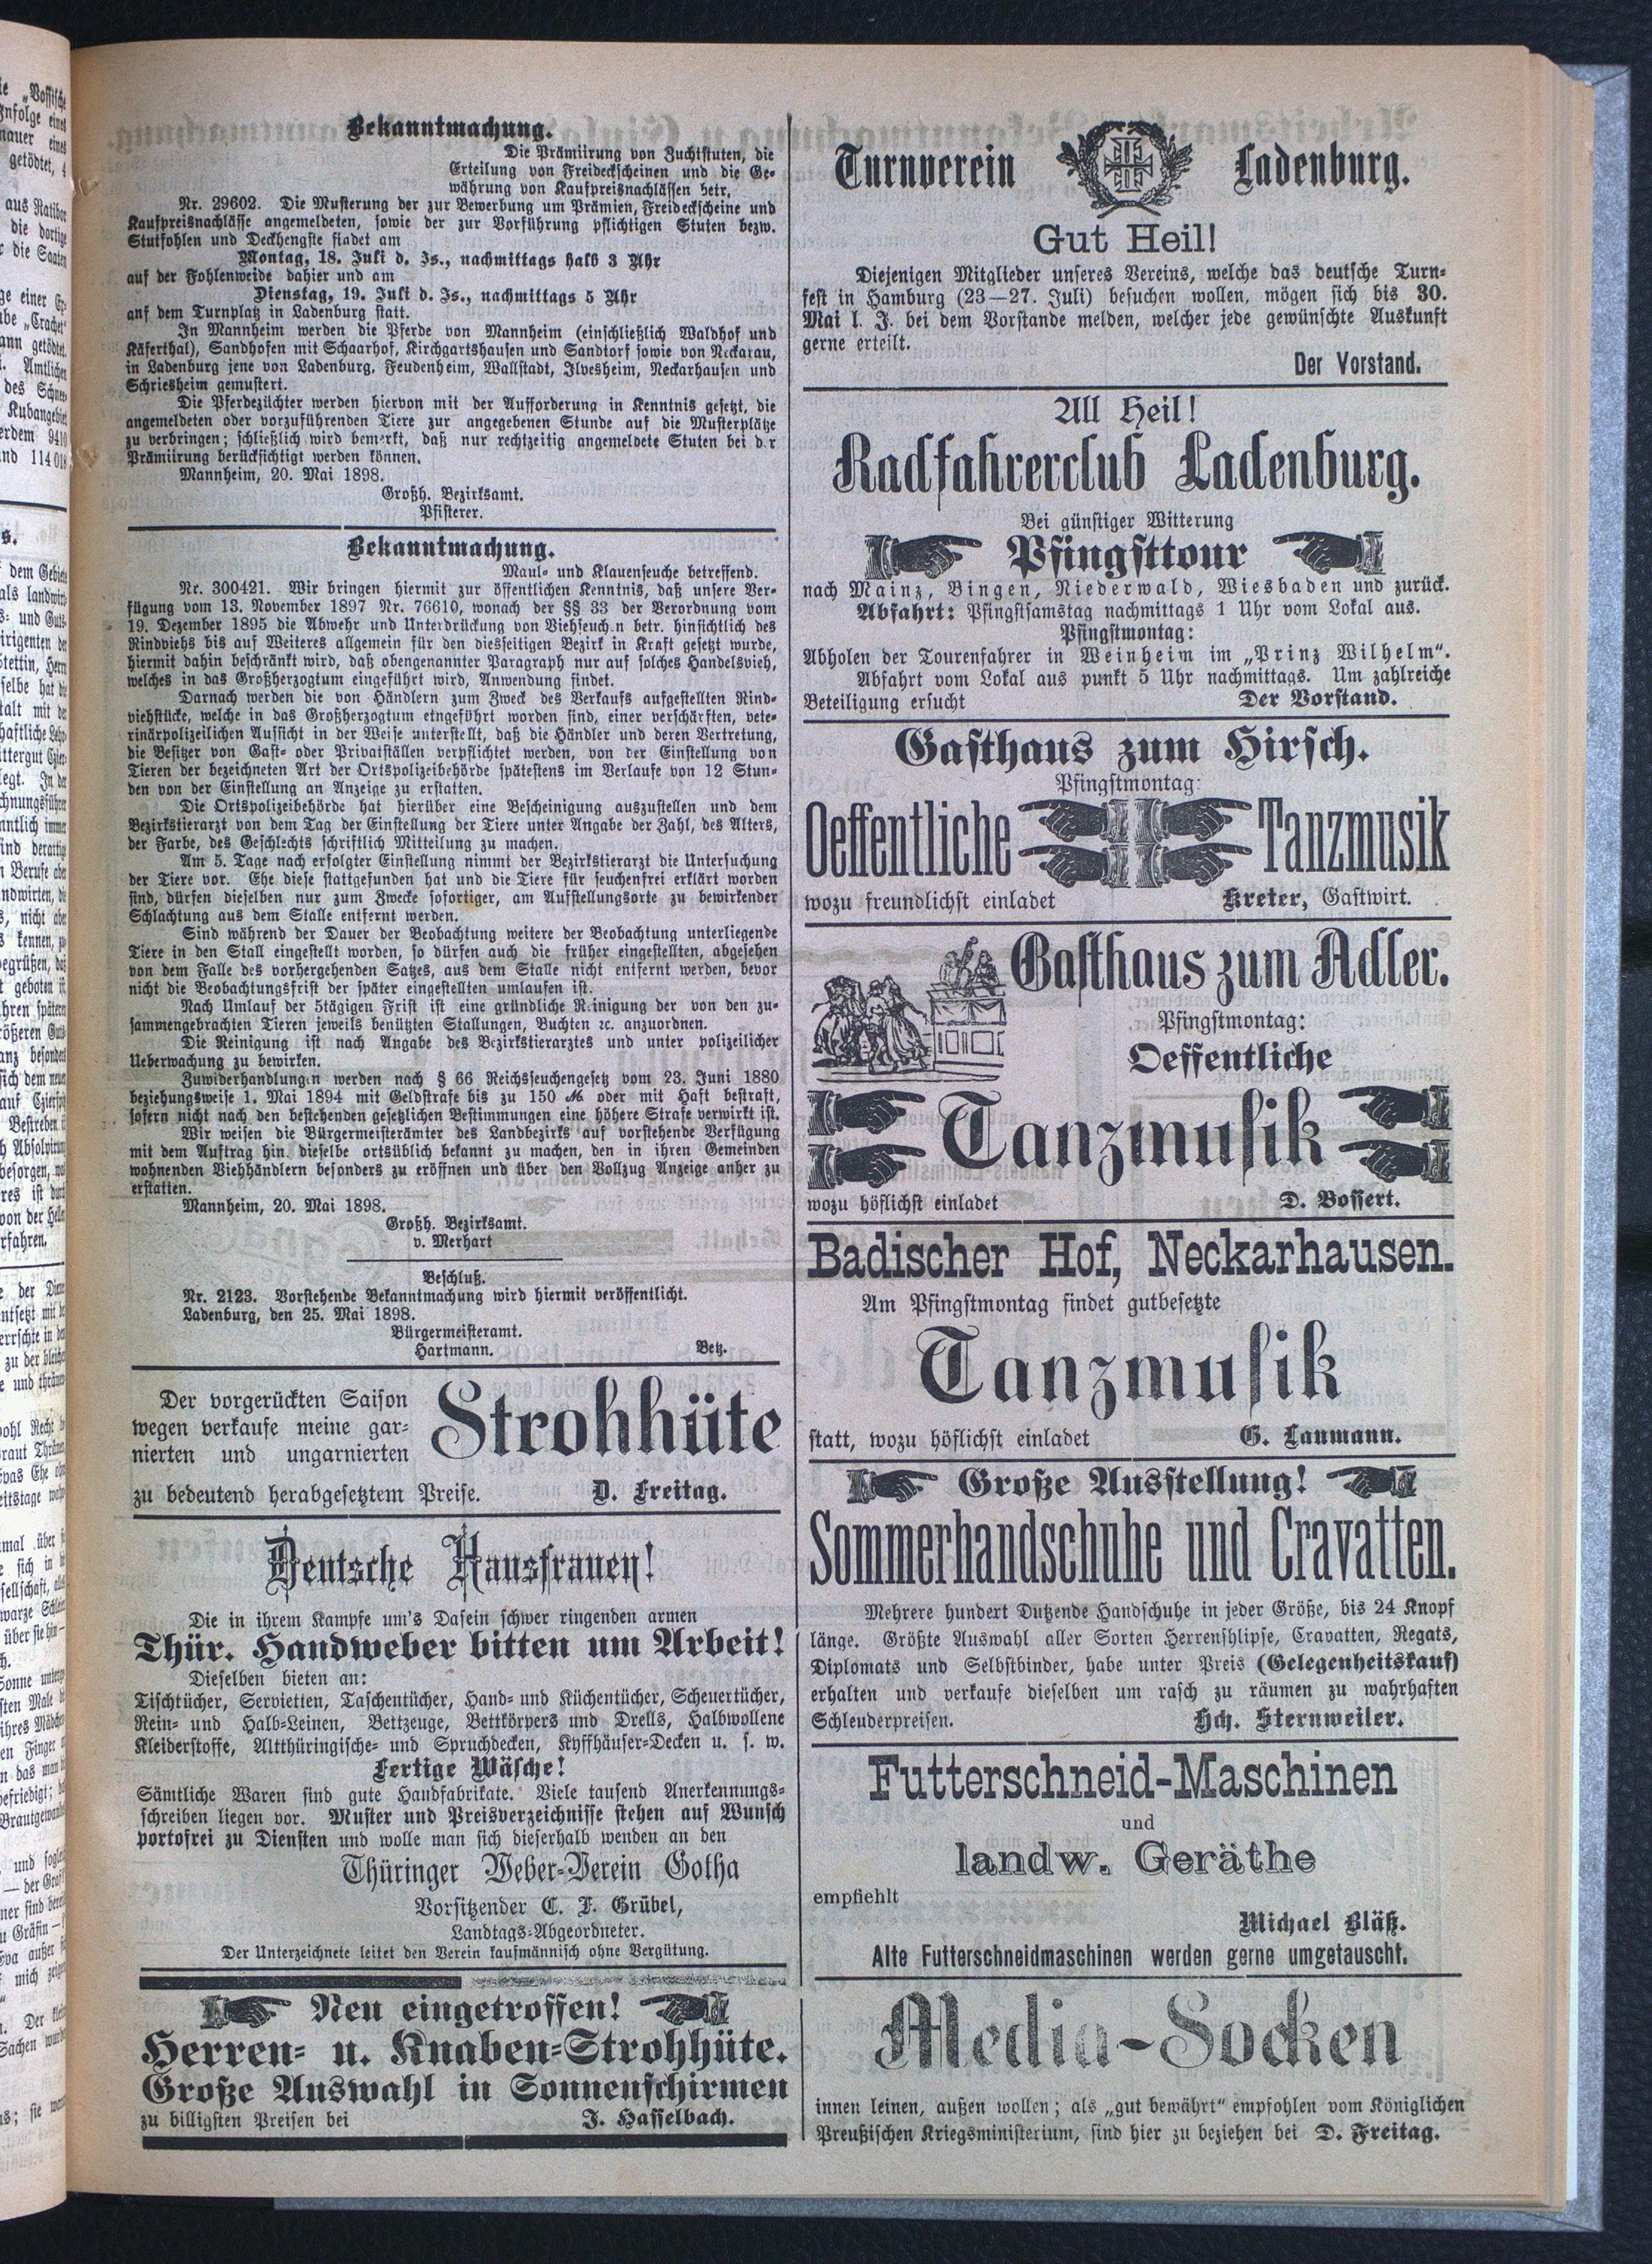 Bekanntmachung.
Die Prämiirung von Zuchtstuten, die
Erteilung von Freideckscheinen und die Ge-
währung von Kaufpreisnachlässen betr.
Nr. 29602. Die Musterung der zur Bewerbung um Prämien, Freideckscheine und
Kaufpreisnachlässe angemeldeten, sowie der zur Vorführung pflichtigen Stuten bezw.
Stutfohlen und Deckhengste findet am
Montag, 18. Juli d. Js., nachmittags halb 3 Uhr
auf der Fohlenweide dahier und am
Dienstag, 19. Juli d. Js., nachmittags 5 Uhr
auf dem Turnplatz in Ladenburg statt.
In Mannheim werden die Pferde von Mannheim (einschließlich Waldhof und
Käferthal), Sandhofen mit Schaarhof, Kirchgartshausen und Sandtorf sowie von Neckarau,
in Ladenburg jene von Ladenburg, Feudenheim, Wallstadt, Ilvesheim, Neckarhausen und
Schriesheim gemustert.
Die Pferdezüchter werden hiervon mit der Aufforderung in Kenntnis gesetzt, die
angemeldeten oder vorzuführenden Tiere zur angegebenen Stunde auf die Musterplätze
zu verbringen; schließlich wird bemerkt, daß nur rechtzeitig angemeldete Stuten bei der
Prämiirung berücksichtigt werden können.
Mannheim, 20. Mai 1898.
Großh. Bezirksamt.
Pfisterer.
Bekanntmachung.
Maul- und Klauenseuche betreffend.
Nr. 300421. Wir bringen hiermit zur öffentlichen Kenntnis, daß unsere Ver-
fügung vom 13. November 1897 Nr. 76610, wonach der §§ 33 der Verordnung vom
19. Dezember 1895 die Abwehr und Unterdrückung von Viehseuch.n betr. hinsichtlich des
Rindviehs bis auf Weiteres allgemein für den diesseitigen Bezirk in Kraft gesetzt wurde,
hiermit dahin beschränkt wird, daß obengenannter Paragraph nur auf solches Handelsvieh,
welches in das Großherzogtum eingeführt wird, Anwendung findet.
Darnach werden die von Händlern zum Zweck des Verkaufs aufgestellten Rind-
viehstücke, welche in das Großherzogtum etngeführt worden sind, einer verschärften, vete-
rinärpolizeilichen Aufsicht in der Weise unterstellt, daß die Händler und deren Vertretung,
die Besitzer von Gast- oder Privatställen verpflichtet werden, von der Einstellung von
Tieren der bezeichneten Art der Ortspolizeibehörde spätestens im Verlaufe von 12 Stun-
den von der Einstellung an Anzeige zu erstatten.
Die Ortspolizeibehörde hat hierüber eine Bescheinigung auszustellen und dem
Bezirkstierarzt von dem Tag der Einstellung der Tiere unter Angabe der Zahl, des Alters,
der Farbe, des Geschlechts schriftlich Mitteilung zu machen.
Am 5. Tage nach erfolgter Einstellung nimmt der Bezirkstierarzt die Untersuchung
der Tiere vor. Ehe diese stattgefunden hat und die Tiere für seuchenfrei erklärt worden
sind, dürfen dieselben nur zum Zwecke sofortiger, am Aufstellungsorte zu bewirkender
Schlachtung aus dem Stalle entfernt werden.
Sind während der Dauer der Beobachtung weitere der Beobachtung unterliegende
Tiere in den Stall eingestellt worden, so dürfen auch die früher eingestellten, abgesehen
von dem Falle des vorhergehenden Satzes, aus dem Stalle nicht entfernt werden, bevor
nicht die Beobachtungsfrist der später eingestellten umlaufen ist.
Nach Umlauf der 5tägigen Frist ist eine gründliche R.inigung der von den zu-
sammengebrachten Tieren jeweils benützten Stallungen, Buchten ꝛc. anzuordnen.
Die Reinigung ist nach Angabe des Bezirkstierarztes und unter polizeilicher
Ueberwachung zu bewirken.
Zuwiderhandlung.n werden nach § 66 Reichsseuchengesetz vom 23. Juni 1880
beziehungsweise 1. Mai 1894 mit Geldstrafe bis zu 150 ℳ oder mit Haft bestraft,
sofern nicht nach den bestehenden gesetzlichen Bestimmungen eine höhere Strafe verwirkt ist.
Wir weisen die Bürgermeisterämter des Landbezirks auf vorstehende Verfügung
mit dem Auftrag hin, dieselbe ortsüblich bekannt zu machen, den in ihren Gemeinden
wohnenden Viehhändlern besonders zu eröffnen und über den Vollzug Anzeige anher zu
erstatten.
Mannheim, 20. Mai 1898.
Großh. Bezirksamt.
v. Merhart
Beschluß.
Nr. 2123. Vorstehende Bekanntmachung wird hiermit veröffentlicht.
Ladenburg, den 25. Mai 1898.
Bürgermeisteramt.
Hartmann. Betz.
Der vorgerückten Saison
wegen verkaufe meine gar-
nierten und ungarnierten
Strohhüte
zu bedeutend herabgesetztem Preise. D. Freitag.
Deutsche Hausfrauen!
Die in ihrem Kampfe um's Dasein schwer ringenden armen
Thür. Handweber bitten um Arbeit!
Dieselben bieten an:
Tischtücher, Servietten, Taschentücher, Hand- und Küchentücher, Scheuertücher,
Rein- und Halb-Leinen, Bettzeuge, Bettkörpers und Drells, Halbwollene
Kleiderstoffe, Altthüringische- und Spruchdecken, Kyffhäuser-Decken u. s. w.
Fertige Wäsche!
Sämtliche Waren sind gute Handfabrikate. Viele tausend Anerkennungs-
schreiben liegen vor. Muster und Preisverzeichnisse stehen auf Wunsch
portofrei zu Diensten und wolle man sich dieserhalb wenden an den
Thüringer Weber-Verein Gotha
Vorsitzender C. F. Grübel,
Landtags-Abgeordneter.
Der Unterzeichnete leitet den Verein kaufmännisch ohne Vergütung.
Neu eingetroffen!
Herren- u. Knaben-Strohhüte.
Große Auswahl in Sonnenschirmen
zu billigsten Preisen bei J. Hasselbach.
Turnverein Ladenburg.
Gut Heil!
Diejenigen Mitglieder unseres Vereins, welche das deutsche Turn-
fest in Hamburg (23—27. Juli) besuchen wollen, mögen sich bis 30.
Mai l. J. bei dem Vorstande melden, welcher jede gewünschte Auskunft
gerne erteilt.
Der Vorstand.
All Heil!
Radfahrerclub Ladenburg.
Bei günstiger Witterung
Pfingsttour
nach Mainz, Bingen, Niederwald, Wiesbaden und zurück.
Abfahrt: Pfingstsamstag nachmittags 1 Uhr vom Lokal aus.
Pfingstmontag:
Abholen der Tourenfahrer in Weinheim im „Prinz Wilhelm“.
Abfahrt vom Lokal aus punkt 5 Uhr nachmittags. Um zahlreiche
Beteiligung ersucht Der Vorstand.
Gasthaus zum Hirsch.
Pfingstmontag:
Oeffentliche Tanzmusik
wozu freundlichst einladet Kreter, Gastwirt.
Gasthaus zum Adler.
Pfingstmontag:
Oeffentliche
Tanzmusik
wozu höflichst einladet D. Bossert.
Badischer Hof, Neckarhausen.
Am Pfingstmontag findet gutbesetzte
Tanzmusik
statt, wozu höflichst einladet G. Laumann.
Große Ausstellung!
Sommerhandschuhe und Cravatten.
Mehrere hundert Dutzende Handschuhe in jeder Größe, bis 24 Knopf
länge. Größte Auswahl aller Sorten Herrenshlipse, Cravatten, Regats,
Diplomats und Selbstbinder, habe unter Preis (Gelegenheitskauf)
erhalten und verkaufe dieselben um rasch zu räumen zu wahrhaften
Schleuderpreisen. Hch. Sternweiler.
Futterschneid-Maschinen
und
landw. Geräthe
empfiehlt
Michael Bläß.
Alte Futterschneidmaschinen werden gerne umgetauscht.
Media-Socken
innen leinen, außen wollen; als „gut bewährt“ empfohlen vom Königlichen
Preußischen Kriegsministerium, sind hier zu beziehen bei D. Freitag.